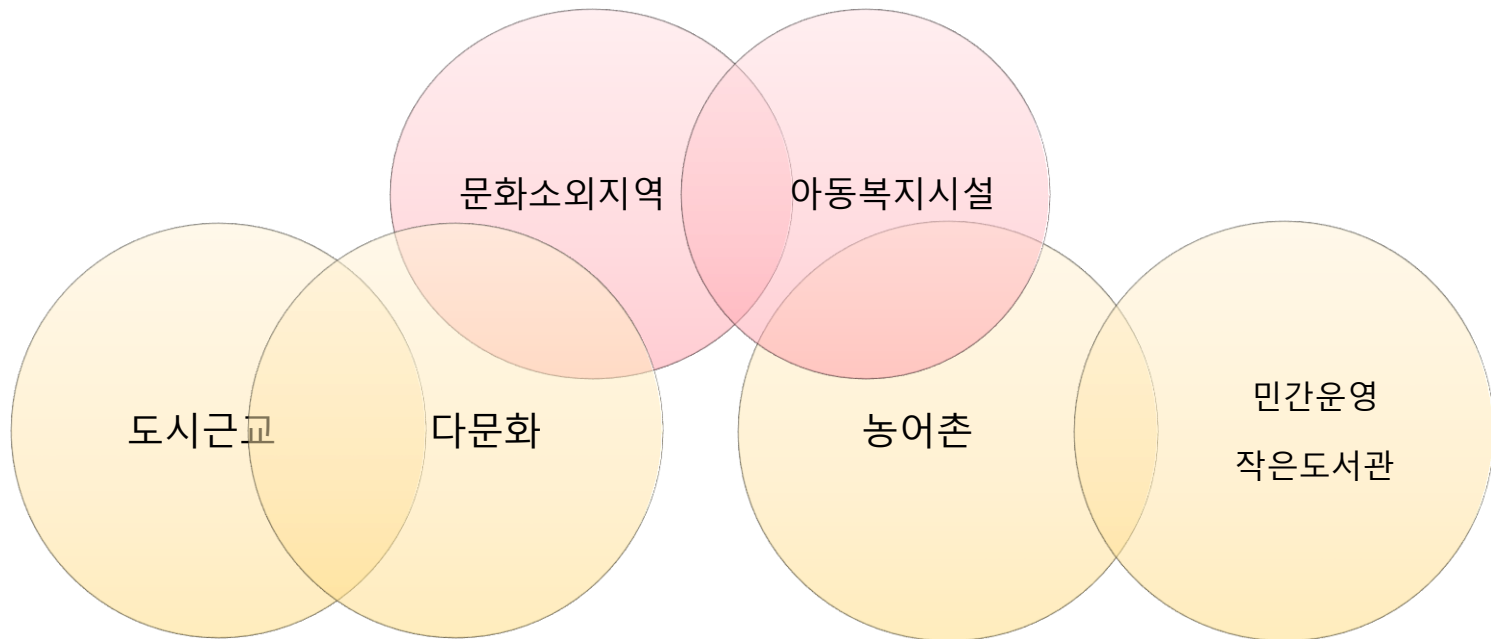 문화소외지역
아동복지시설
도시근교
다문화
농어촌
민간운영
작은도서관